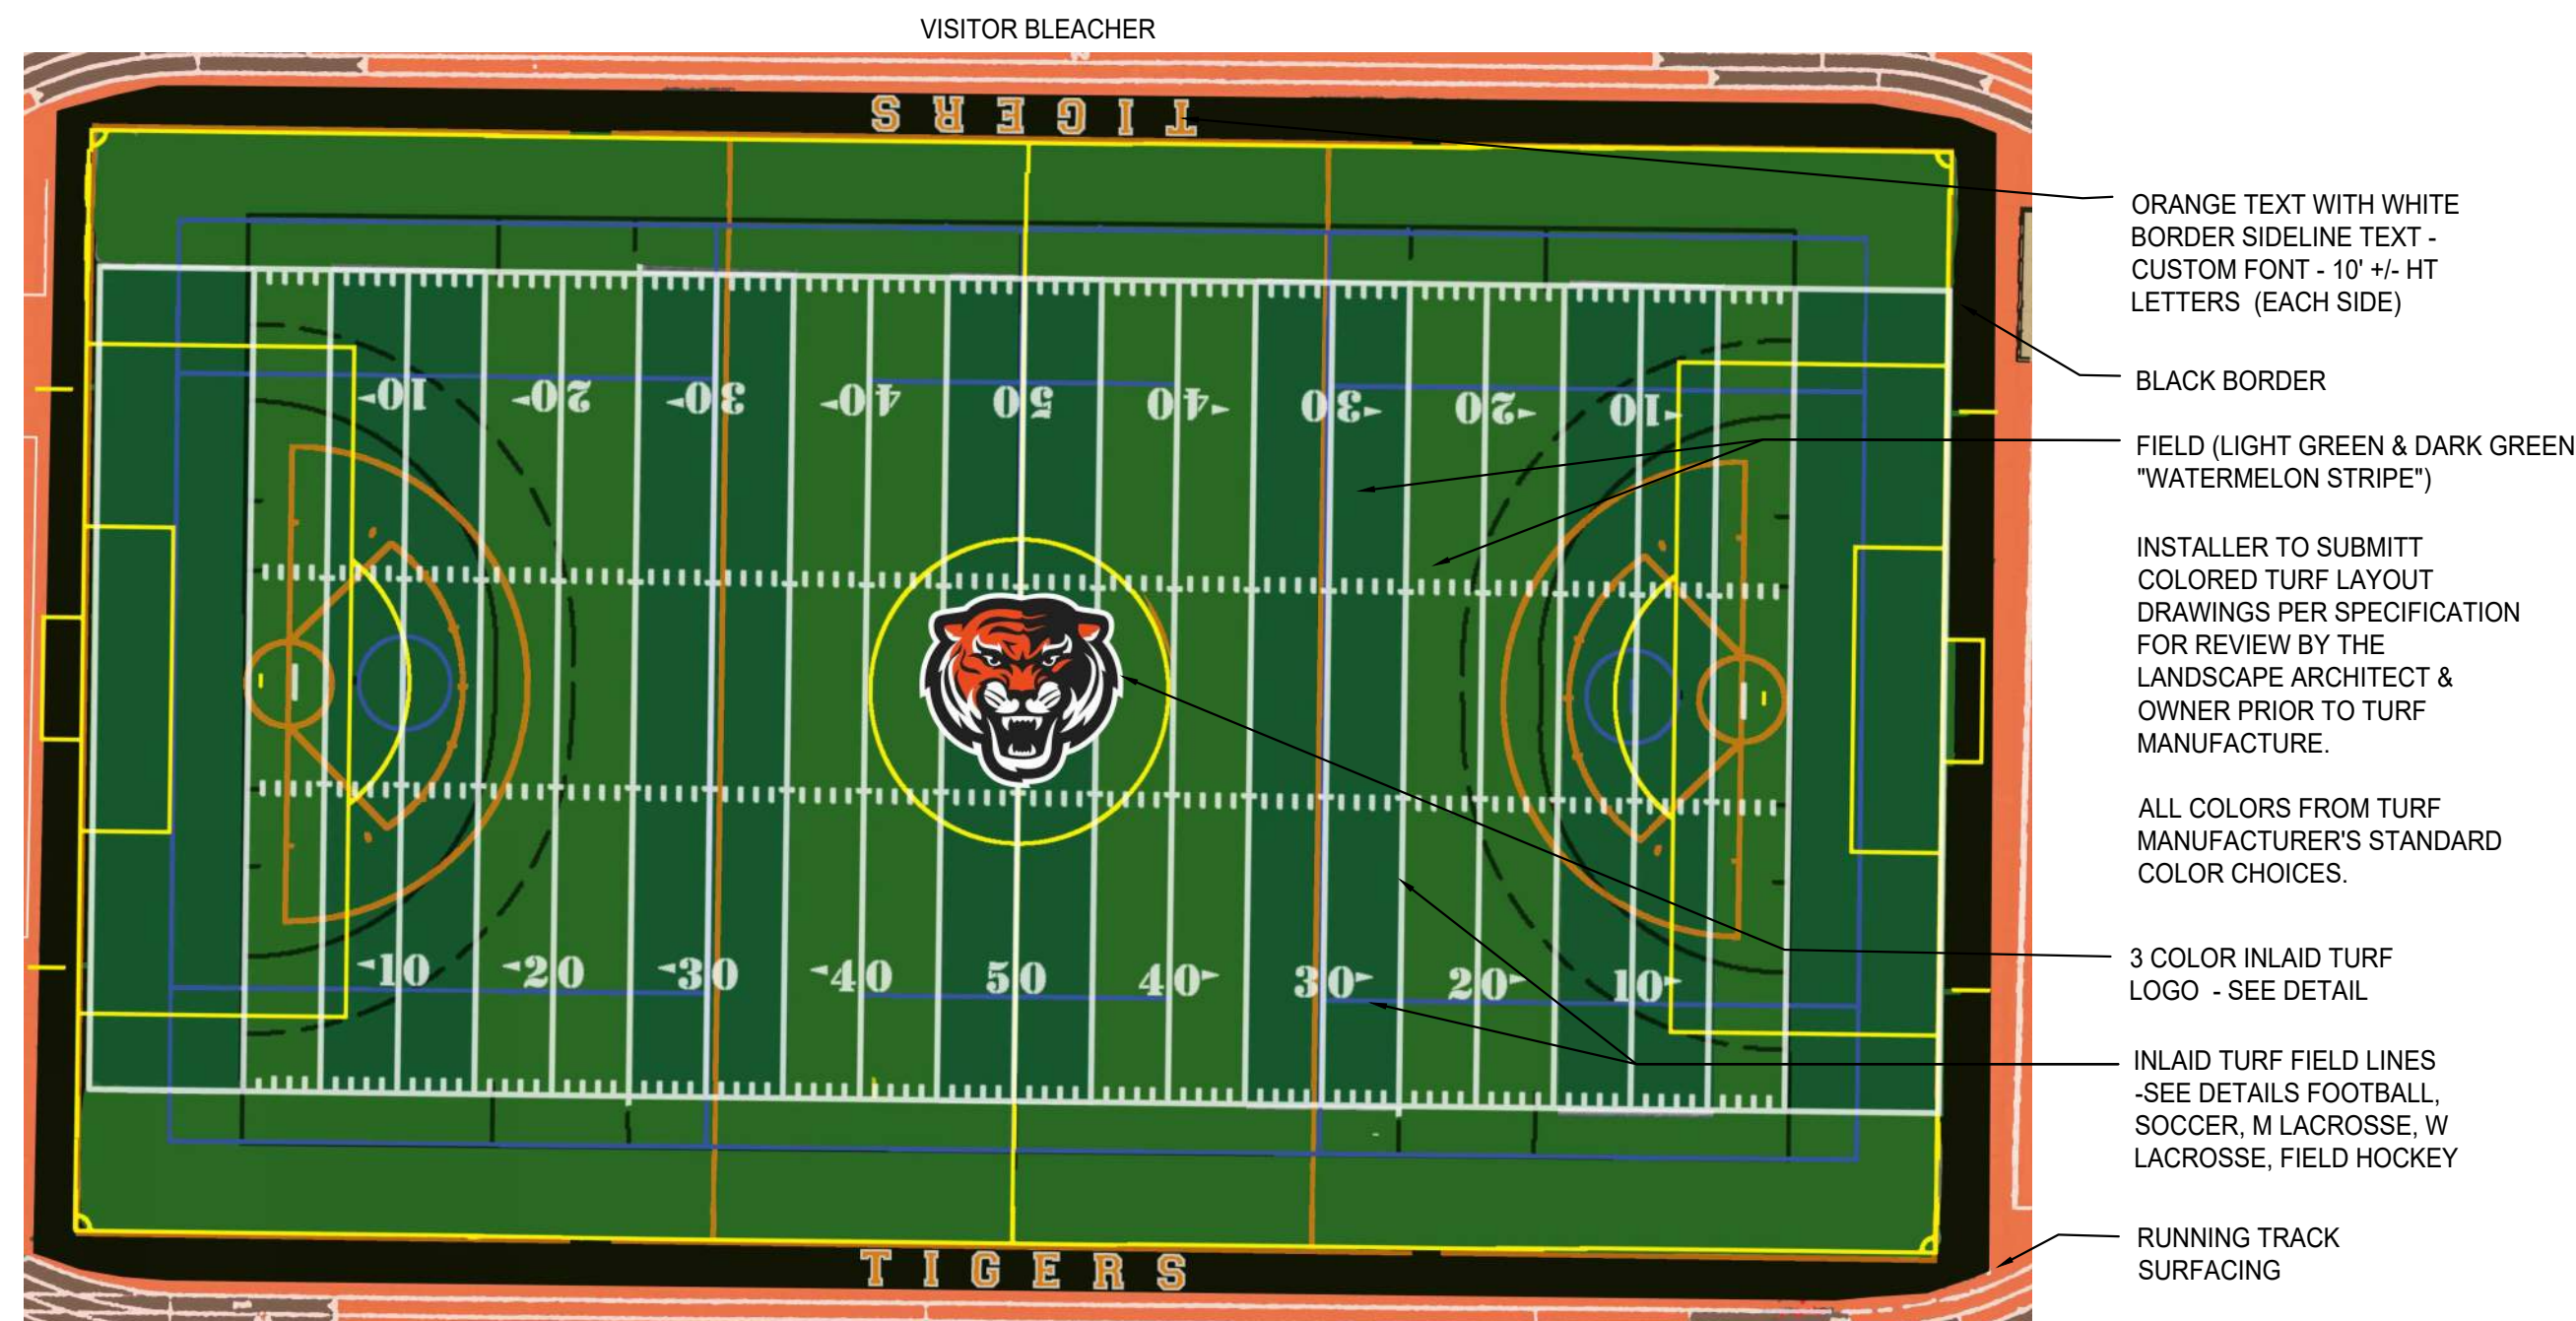 VISITOR BLEACHER
TIGERS
ORANGE TEXT WITH WHITE
BORDER SIDELINE TEXT -
CUSTOM FONT - 10' +/- HT
LETTERS (EACH SIDE)
BLACK BORDER
FIELD (LIGHT GREEN & DARK GREEN
"WATERMELON STRIPE")
INSTALLER TO SUBMITT
COLORED TURF LAYOUT
DRAWINGS PER SPECIFICATION
FOR REVIEW BY THE
LANDSCAPE ARCHITECT &
OWNER PRIOR TO TURF
MANUFACTURE.
ALL COLORS FROM TURF
MANUFACTURER'S STANDARD
COLOR CHOICES.
3 COLOR INLAID TURF
LOGO - SEE DETAIL
INLAID TURF FIELD LINES
-SEE DETAILS FOOTBALL,
SOCCER, M LACROSSE, W
LACROSSE, FIELD HOCKEY
RUNNING TRACK
SURFACING
10 20 30 40 50 40 30 20 10
10 20 30 40 50 40 30 20 10
TIGERS